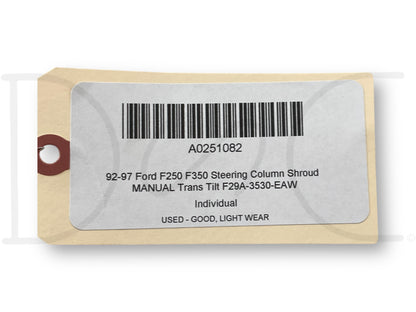 A0251082
92-97 Ford F250 F350 Steering Column Shroud
MANUAL Trans Tilt F29A-3530-EAW
Individual
USED - GOOD, LIGHT WEAR